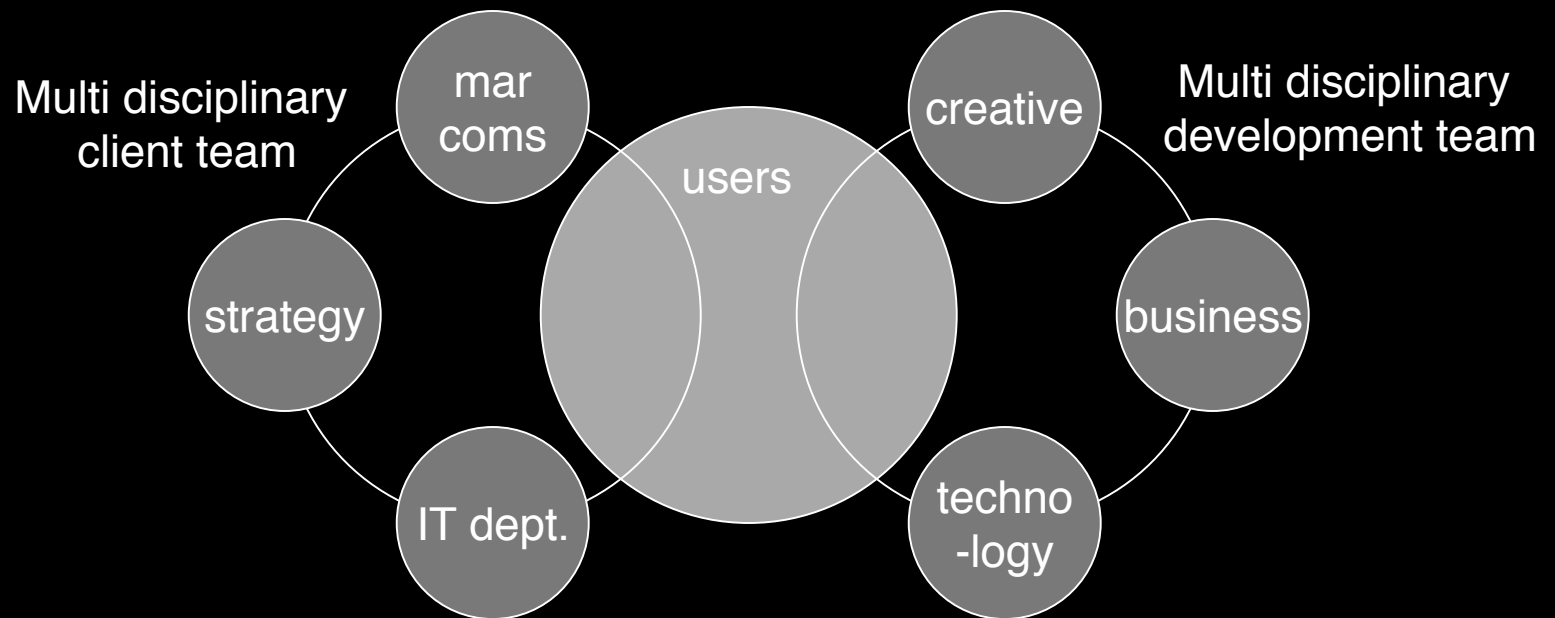 Multi disciplinary
client team
mar
coms
users
creative
Multi disciplinary
development team
strategy
business
IT dept.
techno
-logy